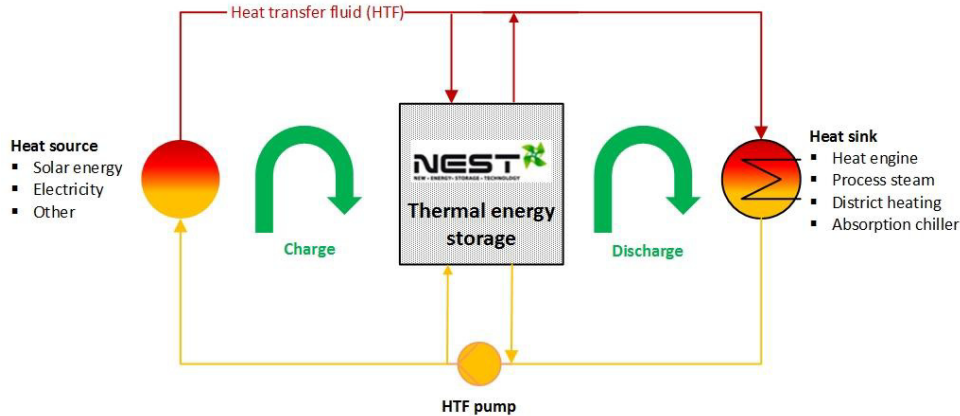 Heat transfer fluid (HTF)
Heat source
Solar energy
Electricity
Other
Charge
NEST
NEW • ENERGY • STORAGE • TECHNOLOGY
Thermal energy
storage
Discharge
Heat sink
Heat engine
Process steam
District heating
Absorption chiller
HTF pump